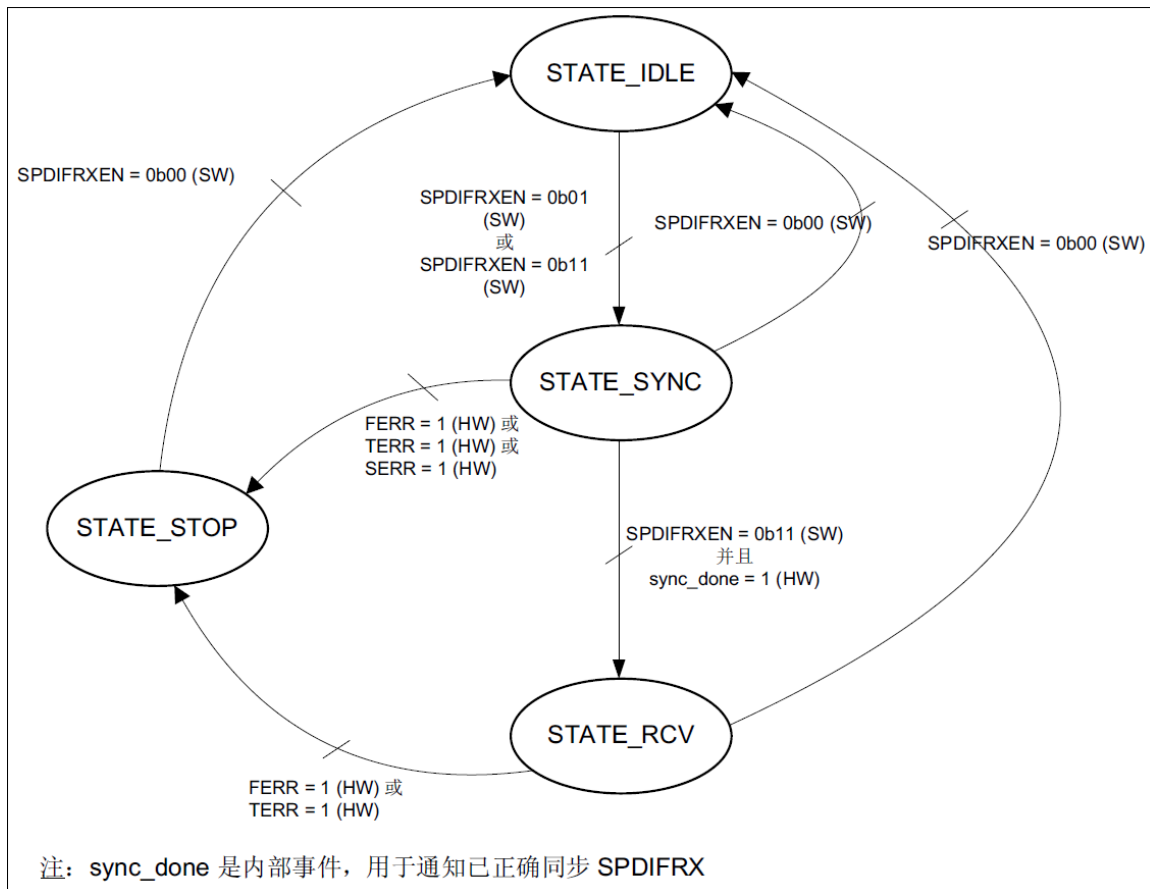 STATE_IDLE
SPDIFRXEN = 0b00 (SW)
SPDIFRXEN = 0b01
(SW)
或
SPDIFRXEN = 0b11
(SW)
SPDIFRXEN = 0b00 (SW)
SPDIFRXEN = 0b00 (SW)
STATE_SYNC
FERR = 1 (HW) 或
TERR = 1 (HW) 或
SERR = 1 (HW)
STATE_STOP
SPDIFRXEN = 0b11 (SW)
并且
sync_done = 1 (HW)
STATE_RCV
FERR = 1 (HW) 或
TERR = 1 (HW)
注：sync_done 是内部事件，用于通知已正确同步 SPDIFRX